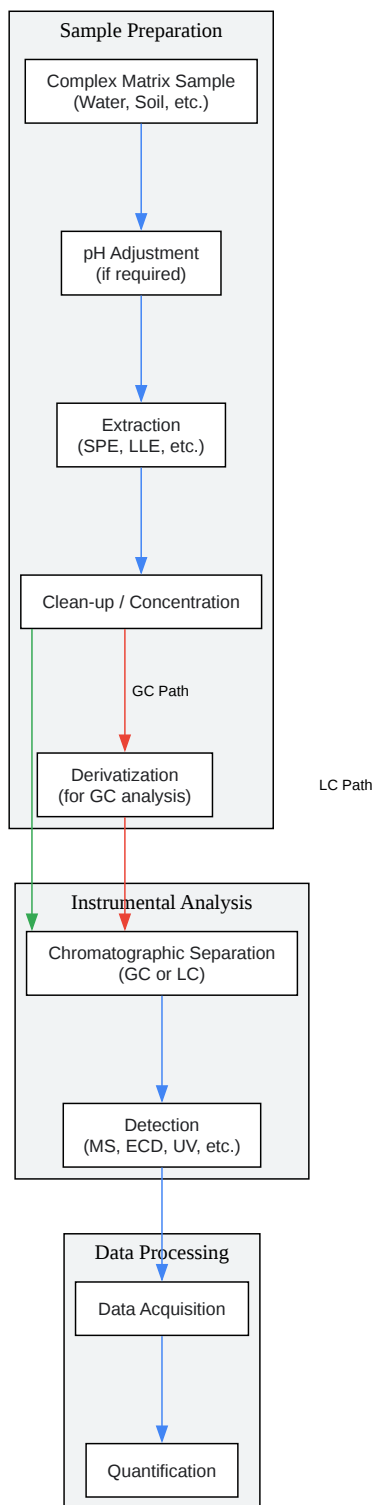 Sample Preparation
Complex Matrix Sample
(Water, Soil, etc.)
pH Adjustment
(if required)
Extraction
(SPE, LLE, etc.)
Clean-up / Concentration
GC Path
Derivatization
(for GC analysis)
LC Path
Instrumental Analysis
Chromatographic Separation
(GC or LC)
Detection
(MS, ECD, UV, etc.)
Data Processing
Data Acquisition
Quantification